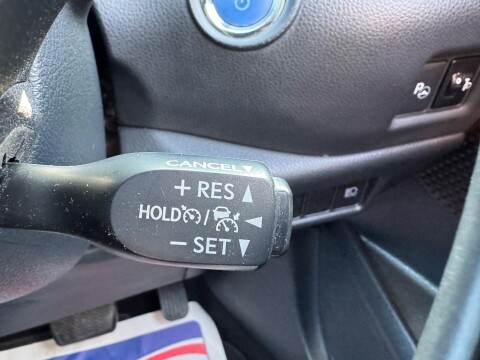 CANCEL▼
+ RES ▲
HOLD / ◄
− SET ▼
P